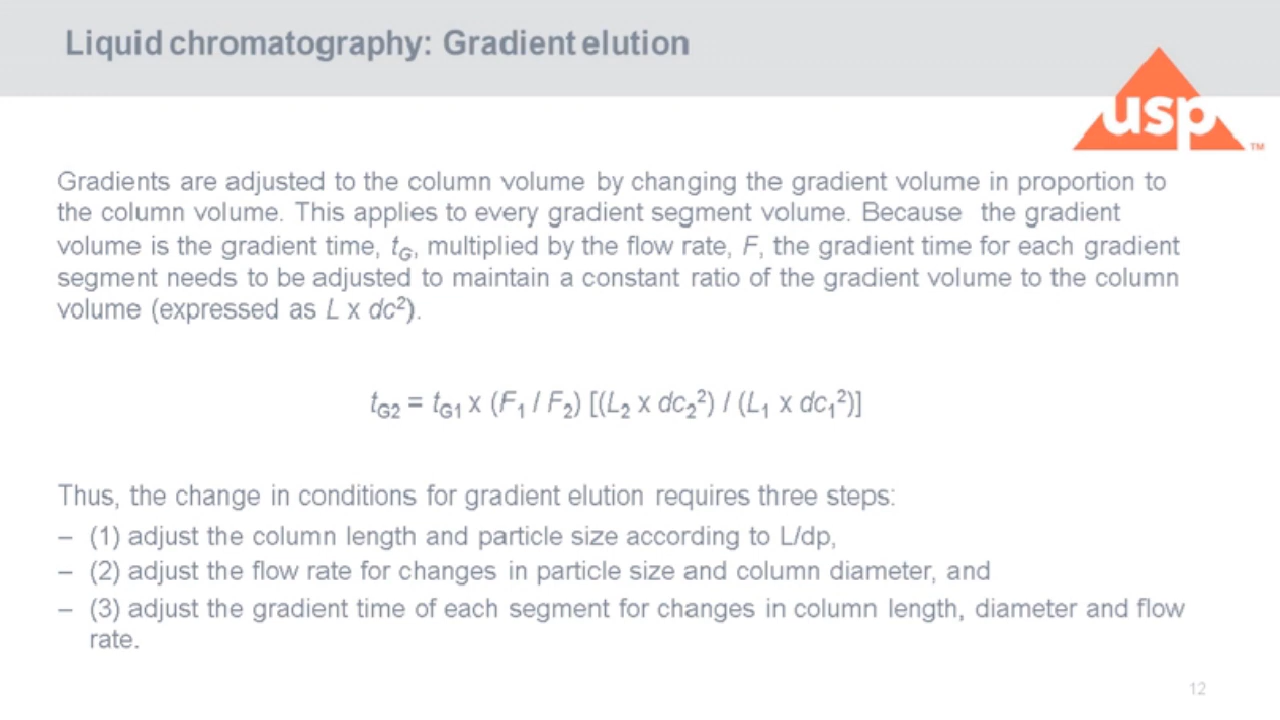 Liquid chromatography: Gradient elution
usp
™
Gradients are adjusted to the column volume by changing the gradient volume in proportion to
the column volume. This applies to every gradient segment volume. Because the gradient
volume is the gradient time, tG, multiplied by the flow rate, F, the gradient time for each gradient
segment needs to be adjusted to maintain a constant ratio of the gradient volume to the column
volume (expressed as L x dc²).
tG2 = tG1 x (F1 / F2) [(L2 x dc2²) / (L1 x dc1²)]
Thus, the change in conditions for gradient elution requires three steps:
– (1) adjust the column length and particle size according to L/dp,
– (2) adjust the flow rate for changes in particle size and column diameter, and
– (3) adjust the gradient time of each segment for changes in column length, diameter and flow
rate.
12